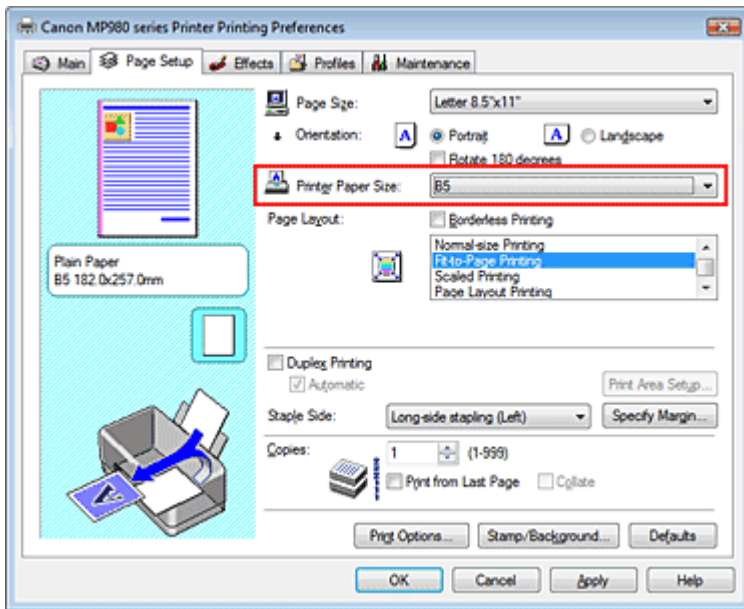 Canon MP980 series Printer Printing Preferences
Main Page Setup Effects Profiles Maintenance
Page Size: Letter 8.5"x11"
Orientation: A Portrait A Landscape
Rotate 180 degrees
Printer Paper Size: B5
Page Layout: Borderless Printing
Normal-size Printing
Fit-to-Page Printing
Scaled Printing
Page Layout Printing
Plain Paper
B5 182.0x257.0mm
Duplex Printing
Automatic Print Area Setup...
Staple Side: Long-side stapling (Left) Specify Margin...
Copies: 1 (1-999)
Print from Last Page Collate
Print Options... Stamp/Background... Defaults
OK Cancel Apply Help